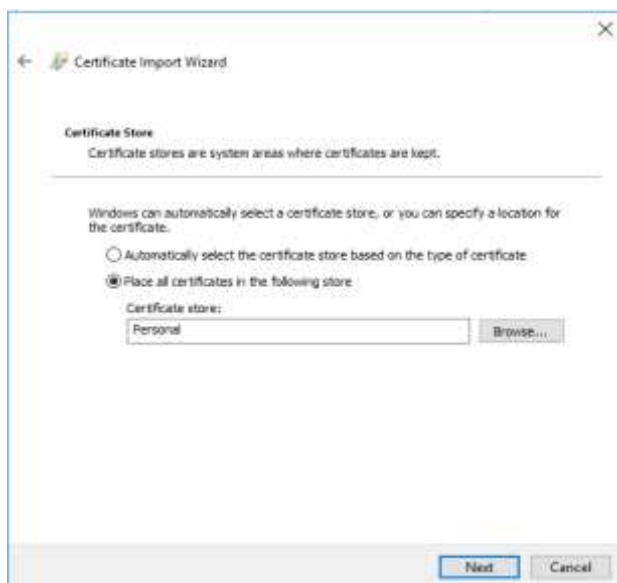 Certificate Import Wizard
Certificate Store
Certificate stores are system areas where certificates are kept.
Windows can automatically select a certificate store, or you can specify a location for
the certificate.
Automatically select the certificate store based on the type of certificate
Place all certificates in the following store
Certificate store:
Personal
Browse...
Next
Cancel